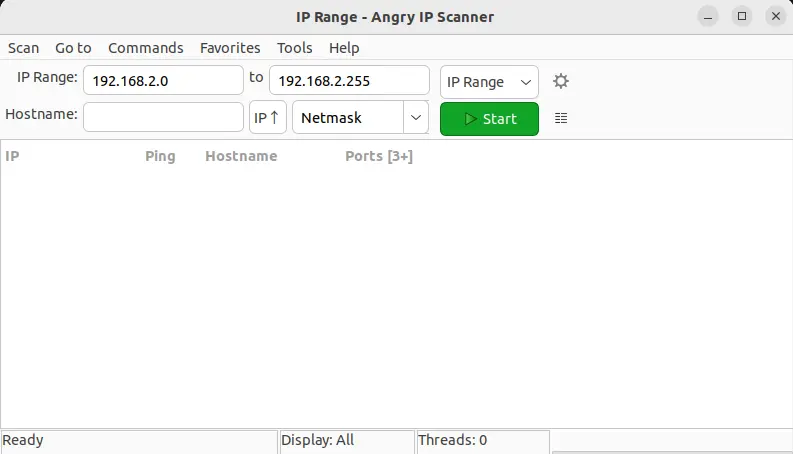 IP Range - Angry IP Scanner
Scan Go to Commands Favorites Tools Help
IP Range: 192.168.2.0 to 192.168.2.255 IP Range
Hostname: IP↑ Netmask Start
IP Ping Hostname Ports [3+]
Ready Display: All Threads: 0